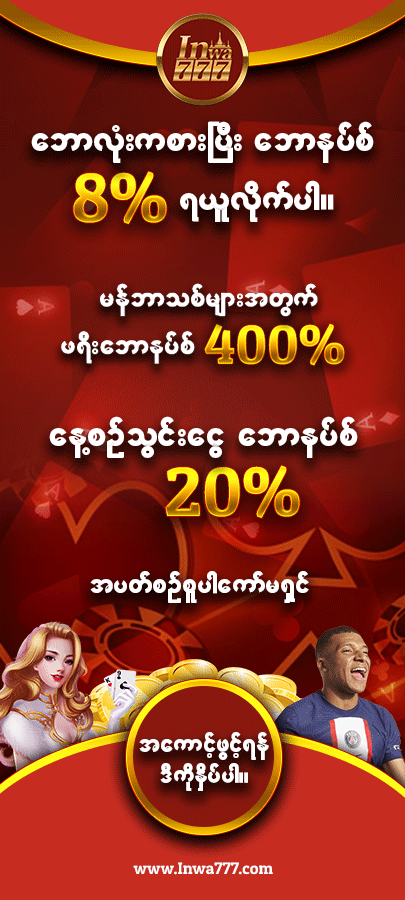 Inwa
777
ဘောလုံးကစားပြီး ဘောနပ်စ်
8% ရယူလိုက်ပါ။
မန်ဘာသစ်များအတွက်
ဖရီးဘောနပ်စ် 400%
နေ့စဉ်သွင်းငွေ ဘောနပ်စ်
20%
အပတ်စဉ်စူပါကော်မရှင်
အကောင့်ဖွင့်ရန်
ဒီကိုနှိပ်ပါ။
www.Inwa777.com